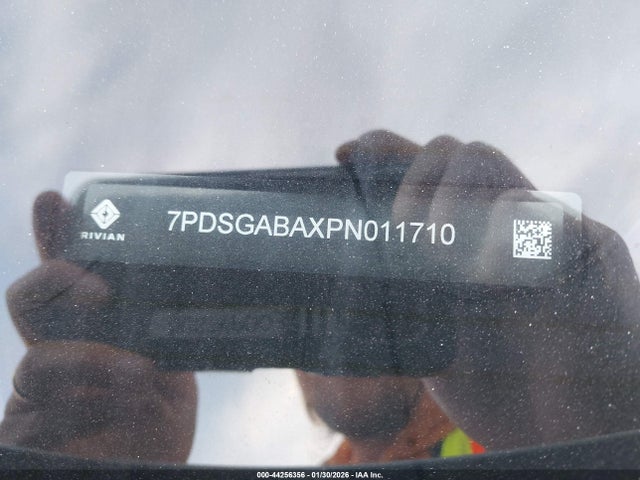 7PDSGABAXPN011710
RIVIAN
000-44256356 - 01/30/2026 - IAA Inc.